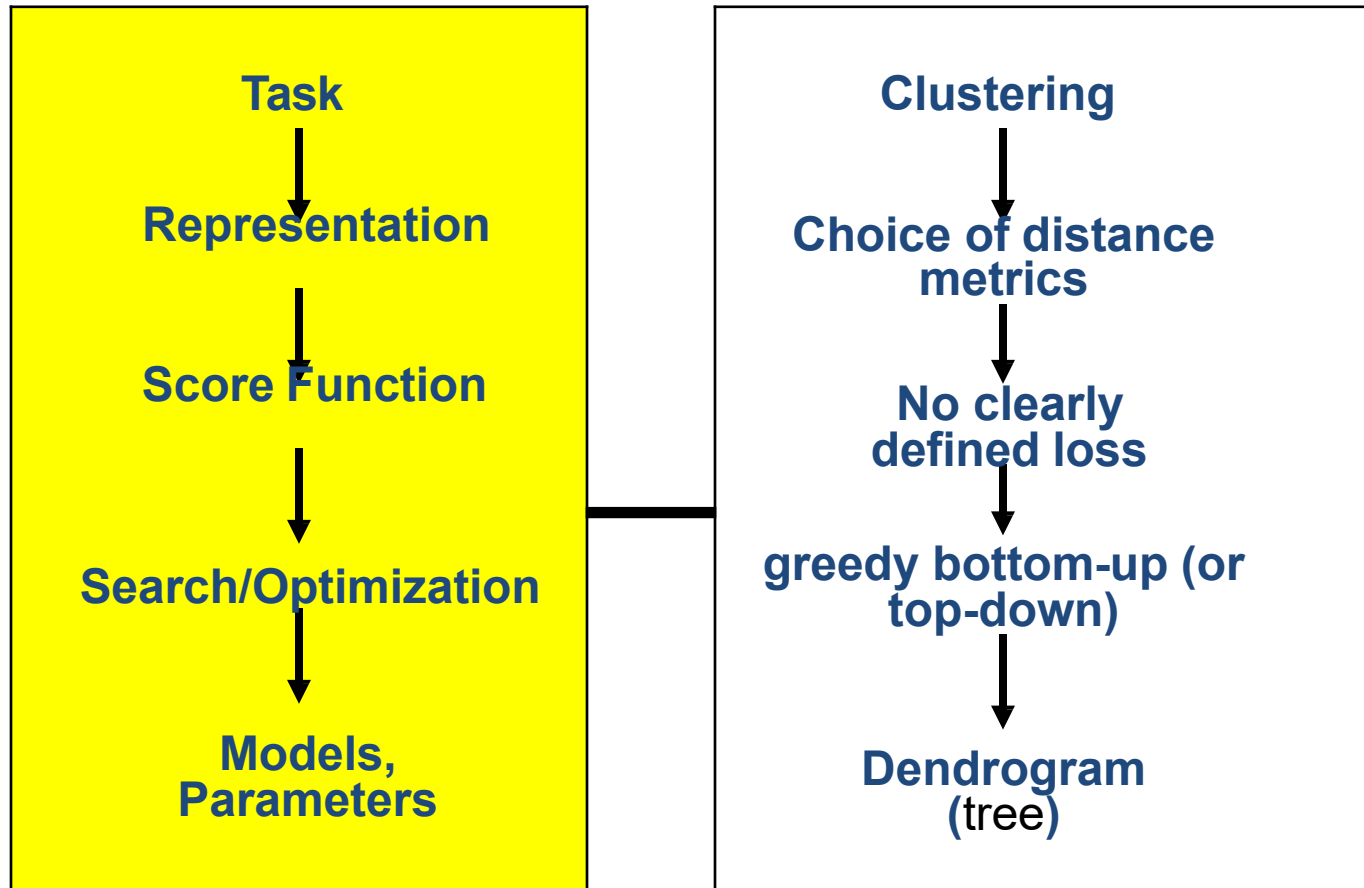 Task
Representation
Score Function
Search/Optimization
Models,
Parameters
Clustering
Choice of distance
metrics
No clearly
defined loss
greedy bottom-up (or
top-down)
Dendrogram
(tree)